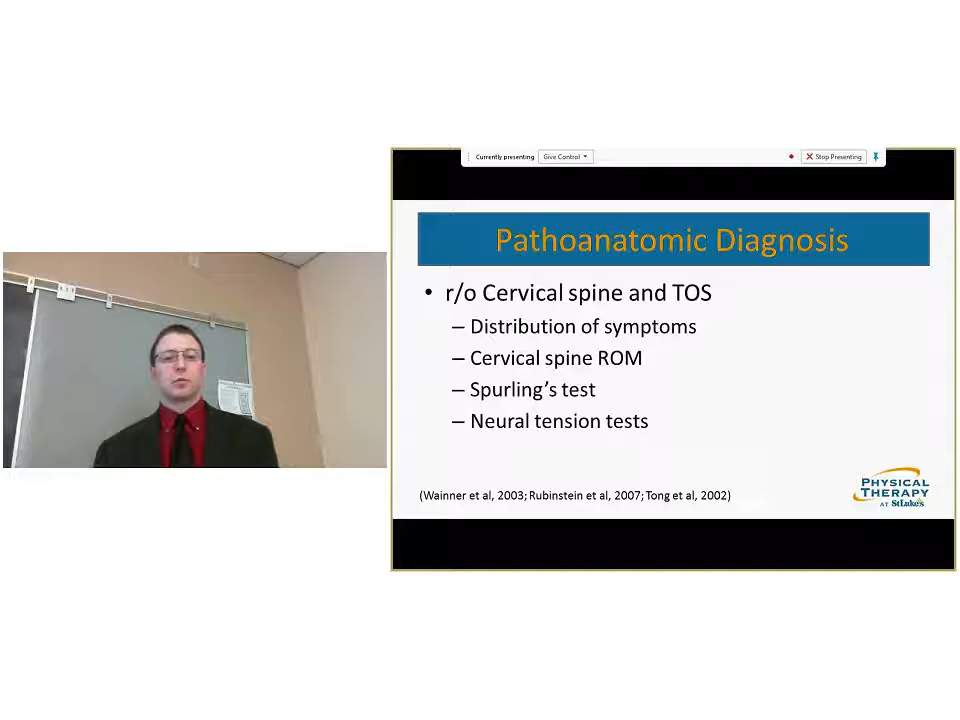 Currently presenting Give Control Stop Presenting
Pathoanatomic Diagnosis
• r/o Cervical spine and TOS
– Distribution of symptoms
– Cervical spine ROM
– Spurling’s test
– Neural tension tests
(Wainner et al, 2003; Rubinstein et al, 2007; Tong et al, 2002)
PHYSICAL
THERAPY
AT StLuke's